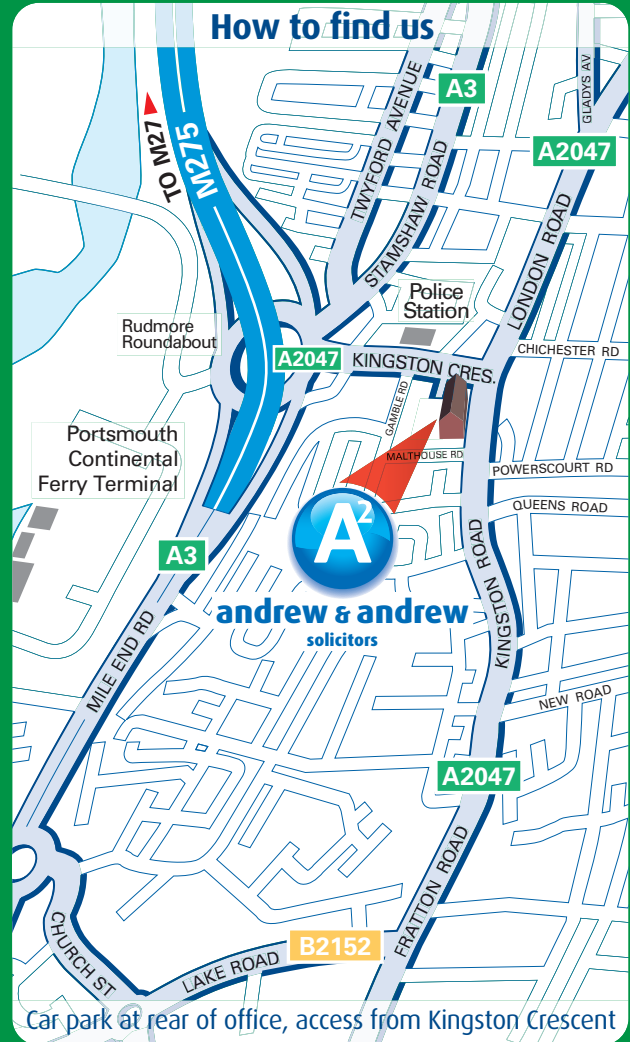 How to find us
GLADYS AV
A3
TWYFORD AVENUE
A2047
TO M27
M275
STAMSHAW ROAD
LONDON ROAD
Police
Station
Rudmore
Roundabout
A2047
KINGSTON CRES.
CHICHESTER RD
GAMBLE RD
Portsmouth
Continental
Ferry Terminal
MALTHOUSE RD
POWERSCOURT RD
QUEENS ROAD
A2
A3
KINGSTON ROAD
andrew & andrew
solicitors
MILE END RD
NEW ROAD
A2047
FRATTON ROAD
CHURCH ST
LAKE ROAD
B2152
Car park at rear of office, access from Kingston Crescent